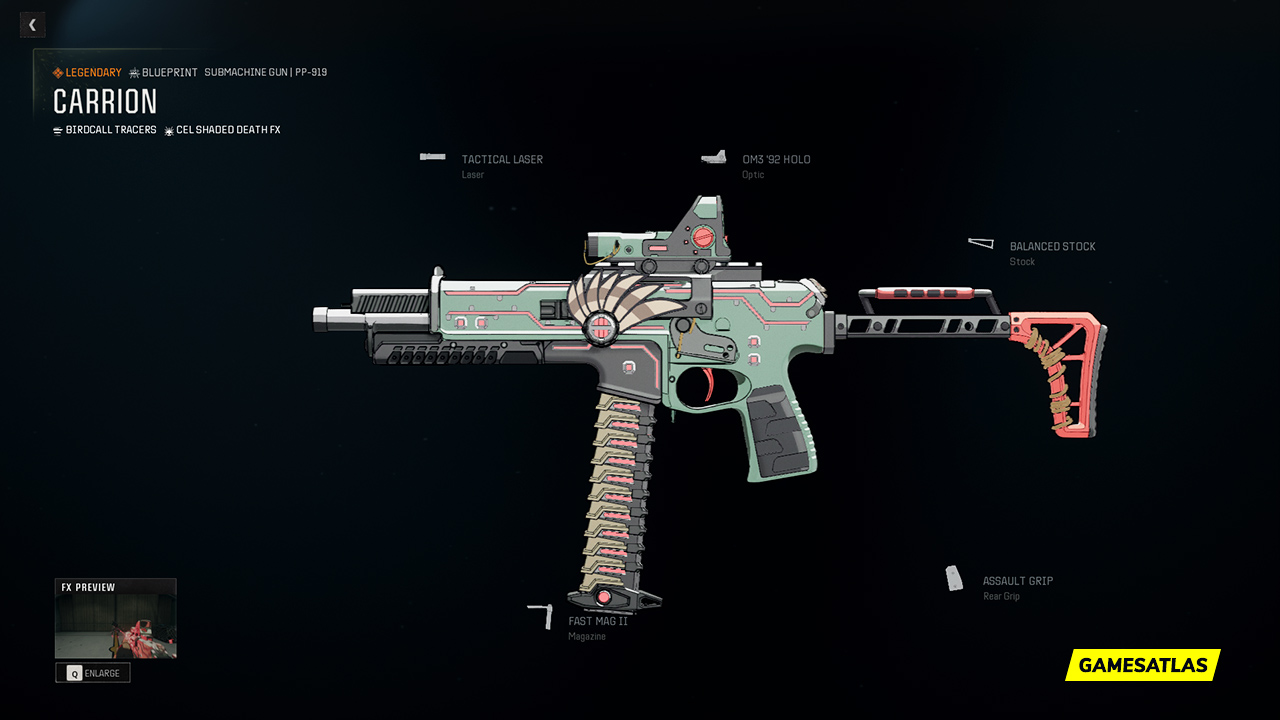 LEGENDARY BLUEPRINT SUBMACHINE GUN | PP-919
CARRION
BIRDCALL TRACERS CEL SHADED DEATH FX
TACTICAL LASER
Laser
OM3 '92 HOLO
Optic
BALANCED STOCK
Stock
FAST MAG II
Magazine
ASSAULT GRIP
Rear Grip
FX PREVIEW
Q ENLARGE
GAMESATLAS